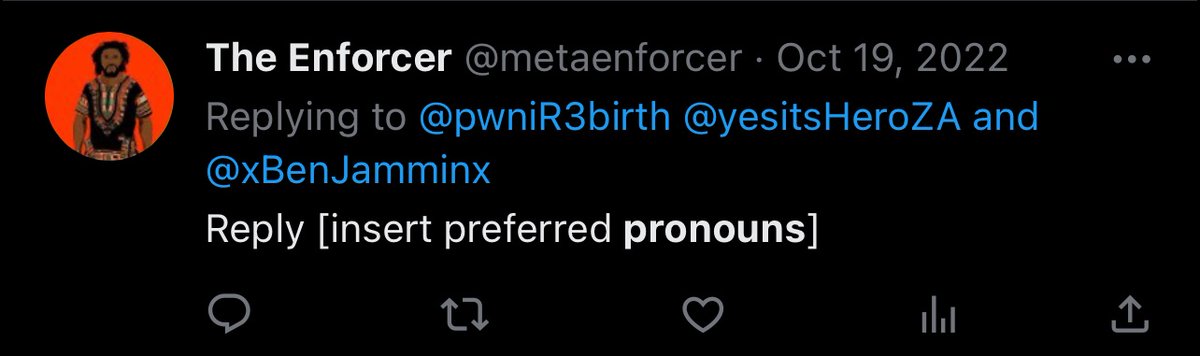 The Enforcer @metaenforcer · Oct 19, 2022
Replying to @pwniR3birth @yesitsHeroZA and
@xBenJamminx
Reply [insert preferred pronouns]